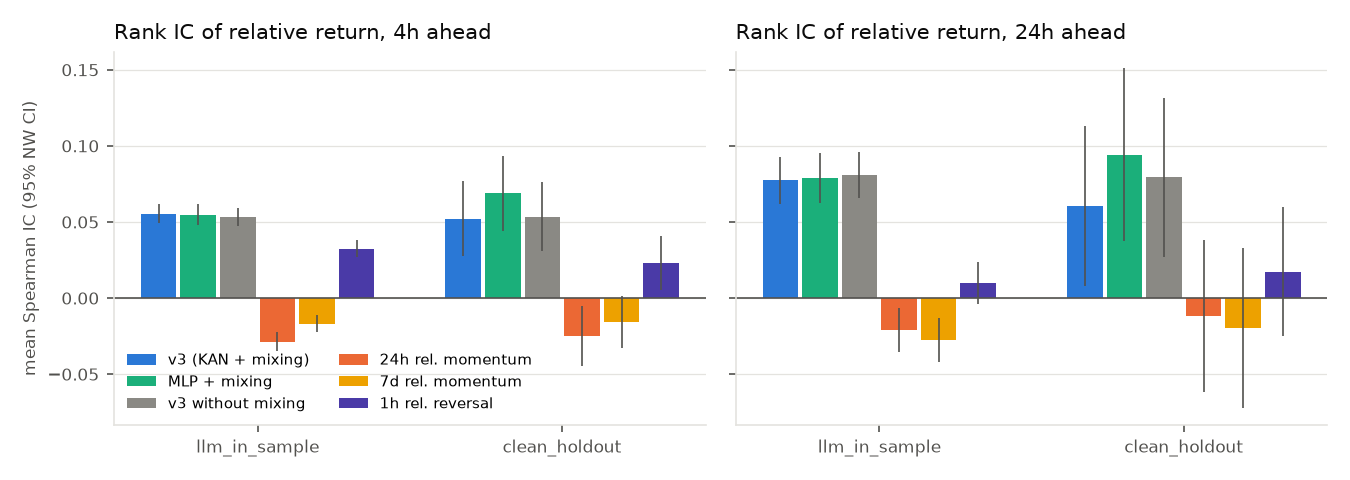 Rank IC of relative return, 4h ahead
Rank IC of relative return, 24h ahead
mean Spearman IC (95% NW CI)
0.15
0.10
0.05
0.00
−0.05
v3 (KAN + mixing)
MLP + mixing
v3 without mixing
24h rel. momentum
7d rel. momentum
1h rel. reversal
llm_in_sample
clean_holdout
llm_in_sample
clean_holdout